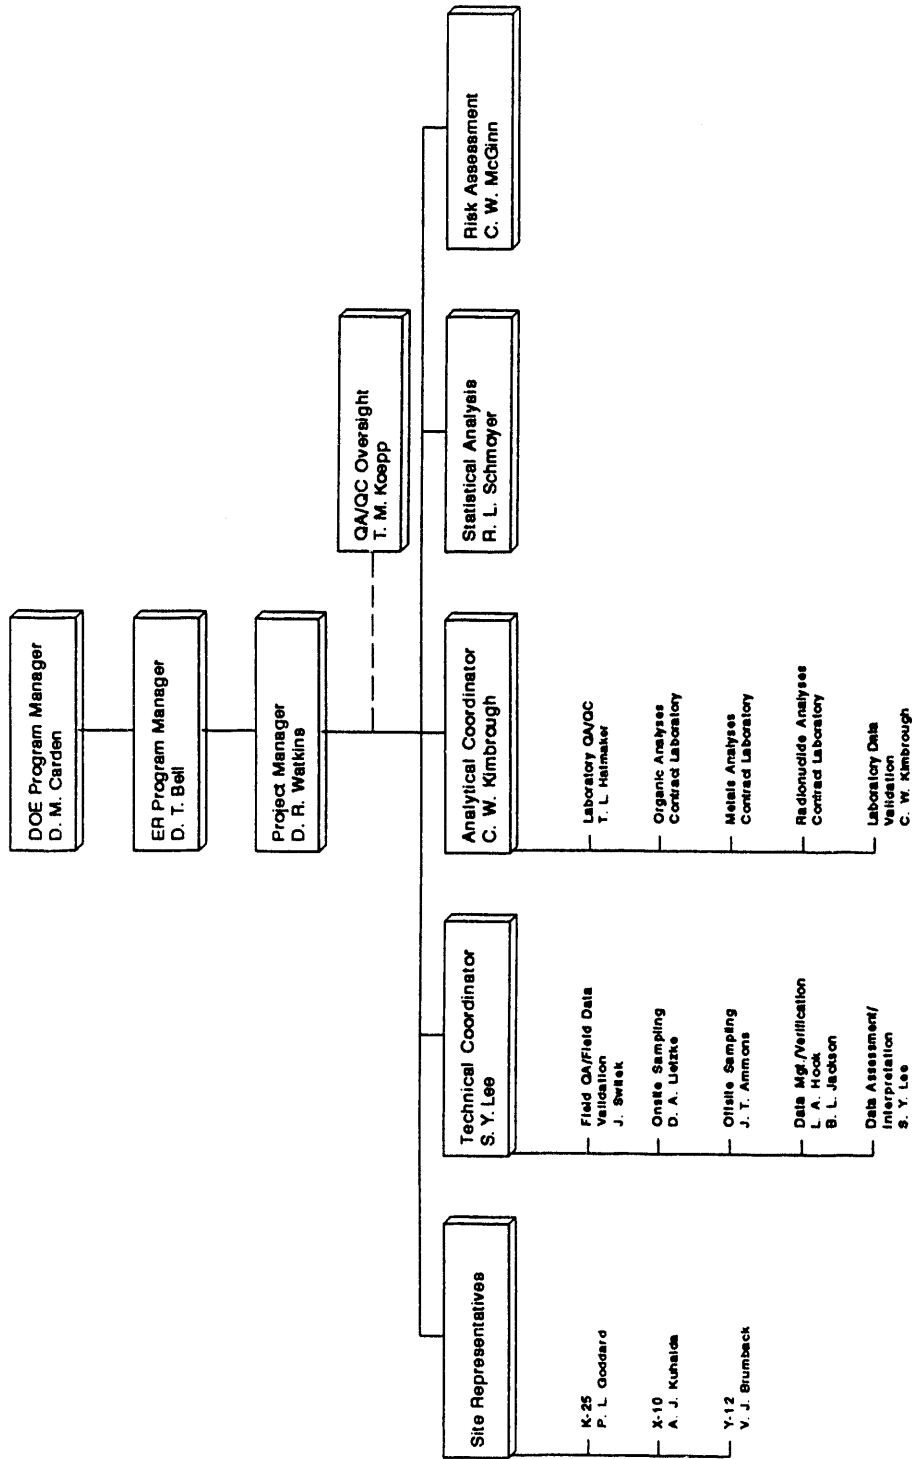 DOE Program Manager
D. M. Carden
ER Program Manager
D. T. Bell
Project Manager
D. R. Watkins
QA/QC Oversight
T. M. Koepp
Site Representatives
K-25
P. L. Goddard
X-10
A. J. Kuhaida
Y-12
V. J. Brumback
Technical Coordinator
S. Y. Lee
Field QA/Field Data
Validation
J. Switek
Onsite Sampling
D. A. Lietzke
Offsite Sampling
J. T. Ammons
Data Mgt./Verification
L. A. Hook
B. L. Jackson
Data Assessment/
Interpretation
S. Y. Lee
Analytical Coordinator
C. W. Kimbrough
Laboratory QA/QC
T. L. Hatmaker
Organic Analyses
Contract Laboratory
Metals Analyses
Contract Laboratory
Radionuclide Analyses
Contract Laboratory
Laboratory Data
Validation
C. W. Kimbrough
Statistical Analysis
R. L. Schmoyer
Risk Assessment
C. W. McGinn